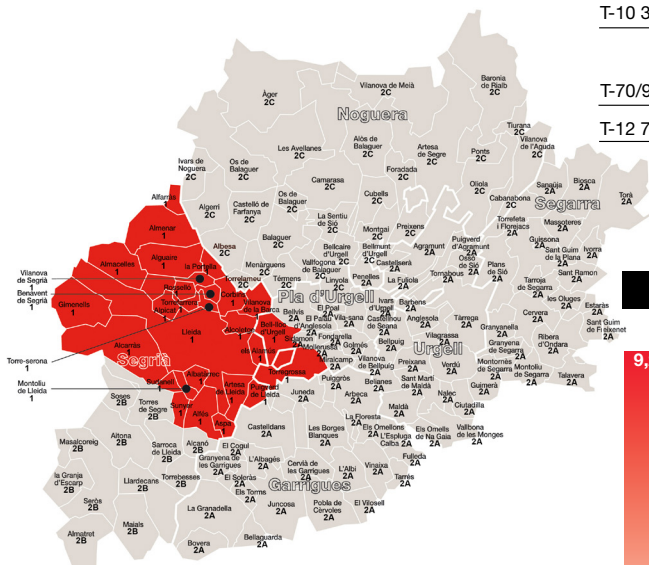 T-10 3
T-70/9
T-12 7
9,
Àger
2C
Vilanova de Meià
2C
Baronia
de Rialb
2C
Noguera
Tiurana
2C
Vilanova
de l'Aguda
2C
Les Avellanes
2C
Alòs de
Balaguer
2C
Artesa
de Segre
2C
Ponts
2C
Ivars de
Noguera
2C
Os de
Balaguer
2C
Camarasa
2C
Foradada
2C
Alfarràs
1
Algerri
2C
Castelló de
Farfanya
2C
Os de
Balaguer
2C
Cubells
2C
Oliola
2C
Cabanabona
2C
Sanaüja
2A
Biosca
2A
Torà
2A
Segarra
Almenar
1
La Sentiu
de Sió
2C
Montgai
2C
Preixens
2C
Torrefeta
i Florejacs
2A
Massoteres
2A
Albesa
2C
Balaguer
2C
Bellcaire
d'Urgell
2C
Bellmunt
d'Urgell
2C
Agramunt
2A
Puigverd
d'Agramunt
2A
Guissona
2A
Sant Guim
de la Plana
2A
Ivorra
2A
Alguaire
1
Almacelles
1
la Portella
1
Menàrguens
2C
Vallfogona
de Balaguer
2C
Castellserà
2A
Ossó
de Sió
2A
Plans
de Sió
2A
Sant Ramon
2A
Vilanova
de Segrià
1
Benavent
de Segrià
1
Rosselló
1
Torrelameu
2C
Térmens
2C
Linyola
2C
Penelles
2A
La Fuliola
2A
Tornabous
2A
Tarroja
de Segarra
2A
Gimenells
1
Torrefarrera
1
Alpicat
1
Corbins
1
Vilanova
de la Barca
1
Pla d'Urgell
Bellvís
2A
El Poal
2A
Ivars
d'Urgell
2A
Barbens
2A
les Oluges
2A
Estaràs
2A
El Palau
d'Anglesola
2A
Vila-sana
2A
Castellnou
de Seana
2A
Anglesola
2A
Tàrrega
2A
Cervera
2A
Sant Guim
de Freixenet
2A
Lleida
1
Alcoletge
1
Bell-lloc
d'Urgell
1
Sidamon
2A
Fondarella
2A
Mollerussa
2A
Golmés
2A
Vilagrassa
2A
Granyanella
2A
Ribera
d'Ondara
2A
Torre-serona
1
Alcarràs
1
Segrià
els Alamús
1
Miralcamp
2A
Vilanova
de Bellpuig
2A
Bellpuig
2A
Urgell
Preixana
2A
Verdú
2A
Granyena
de Segarra
2A
Montornès
de Segarra
2A
Montoliu de
Segarra
2A
Talavera
2A
Montoliu
de Lleida
1
Albatàrrec
1
Torregrossa
1
Puiggròs
2A
Belianes
2A
Sant Martí
de Maldà
2A
Nalec
2A
Guimerà
2A
Sudanell
1
Artesa
de Lleida
1
Puigverd
de Lleida
1
Juneda
2A
Arbeca
2A
Maldà
2A
Ciutadilla
2A
Soses
2B
Torres
de Segre
2B
Sunyer
1
Alfés
1
Aspa
1
Castelldans
2A
Les Borges
Blanques
2A
La Floresta
2A
Els Omellons
2A
L'Espluga
Calba
2A
Els Omells
de Na Gaia
2A
Vallbona
de les Monges
2A
Masalcoreig
2B
Aitona
2B
Sarroca
de Lleida
2B
Alcanó
2B
El Cogul
2A
Granyena de
les Garrigues
2A
L'Albagés
2A
Cervià de
les Garrigues
2A
L'Albi
2A
Vinaixa
2A
Fulleda
2A
la Granja
d'Escarp
2B
Llardecans
2B
Torrebesses
2B
El Soleràs
2A
Garrigues
Tarrés
2A
Seròs
2B
Els Torms
2A
Juncosa
2A
Pobla de
Cérvoles
2A
El Vilosell
2A
Almatret
2B
Maials
2B
La Granadella
2A
Bovera
2A
Bellaguarda
2A